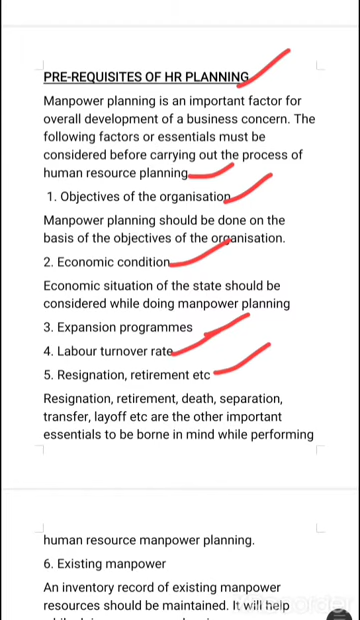 PRE-REQUISITES OF HR PLANNING
Manpower planning is an important factor for
overall development of a business concern. The
following factors or essentials must be
considered before carrying out the process of
human resource planning.
1. Objectives of the organisation
Manpower planning should be done on the
basis of the objectives of the organisation.
2. Economic condition
Economic situation of the state should be
considered while doing manpower planning
3. Expansion programmes
4. Labour turnover rate
5. Resignation, retirement etc
Resignation, retirement, death, separation,
transfer, layoff etc are the other important
essentials to be borne in mind while performing
human resource manpower planning.
6. Existing manpower
An inventory record of existing manpower
resources should be maintained. It will help